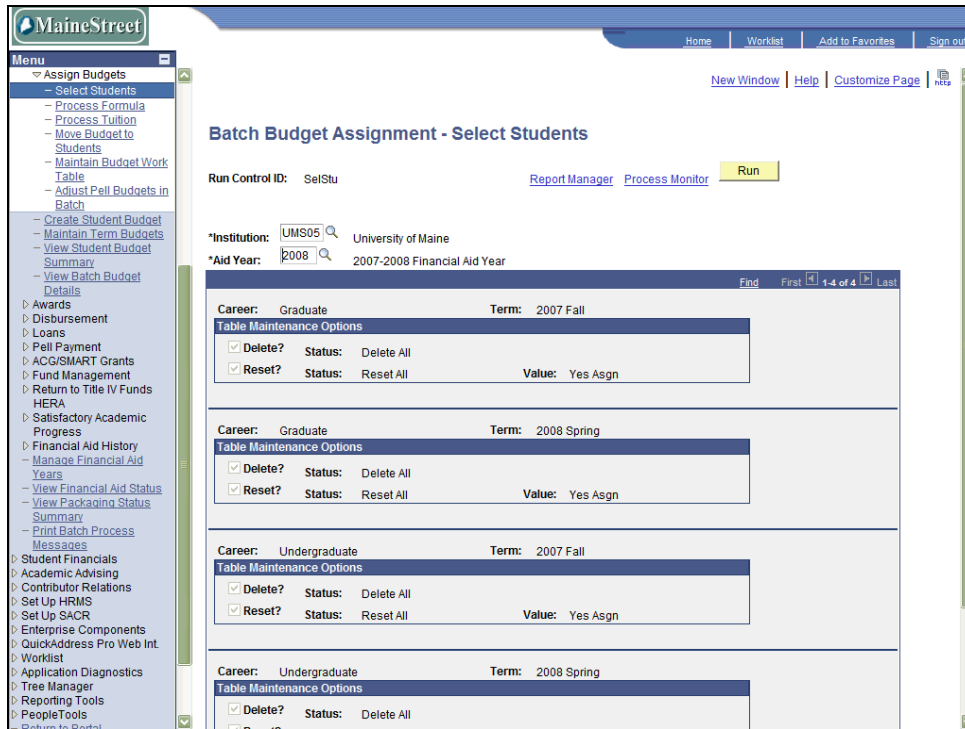 MaineStreet
Home Worklist Add to Favorites Sign out
Menu
Assign Budgets
Select Students
Process Formula
Process Tuition
Move Budget to
Students
Maintain Budget Work
Table
Adjust Pell Budgets in
Batch
Create Student Budget
Maintain Term Budgets
View Student Budget
Summary
View Batch Budget
Details
Awards
Disbursement
Loans
Pell Payment
ACG/SMART Grants
Fund Management
Return to Title IV Funds
HERA
Satisfactory Academic
Progress
Financial Aid History
Manage Financial Aid
Years
View Financial Aid Status
View Packaging Status
Summary
Print Batch Process
Messages
Student Financials
Academic Advising
Contributor Relations
Set Up HRMS
Set Up SACR
Enterprise Components
QuickAddress Pro Web Int.
Worklist
Application Diagnostics
Tree Manager
Reporting Tools
PeopleTools
Return to Portal
New Window | Help | Customize Page | http
Batch Budget Assignment - Select Students
Run Control ID: SelStu Report Manager Process Monitor Run
*Institution: UMS05 University of Maine
*Aid Year: 2008 2007-2008 Financial Aid Year
Find First 1-4 of 4 Last
Career: Graduate Term: 2007 Fall
Table Maintenance Options
Delete? Status: Delete All
Reset? Status: Reset All Value: Yes Asgn
Career: Graduate Term: 2008 Spring
Table Maintenance Options
Delete? Status: Delete All
Reset? Status: Reset All Value: Yes Asgn
Career: Undergraduate Term: 2007 Fall
Table Maintenance Options
Delete? Status: Delete All
Reset? Status: Reset All Value: Yes Asgn
Career: Undergraduate Term: 2008 Spring
Table Maintenance Options
Delete? Status: Delete All